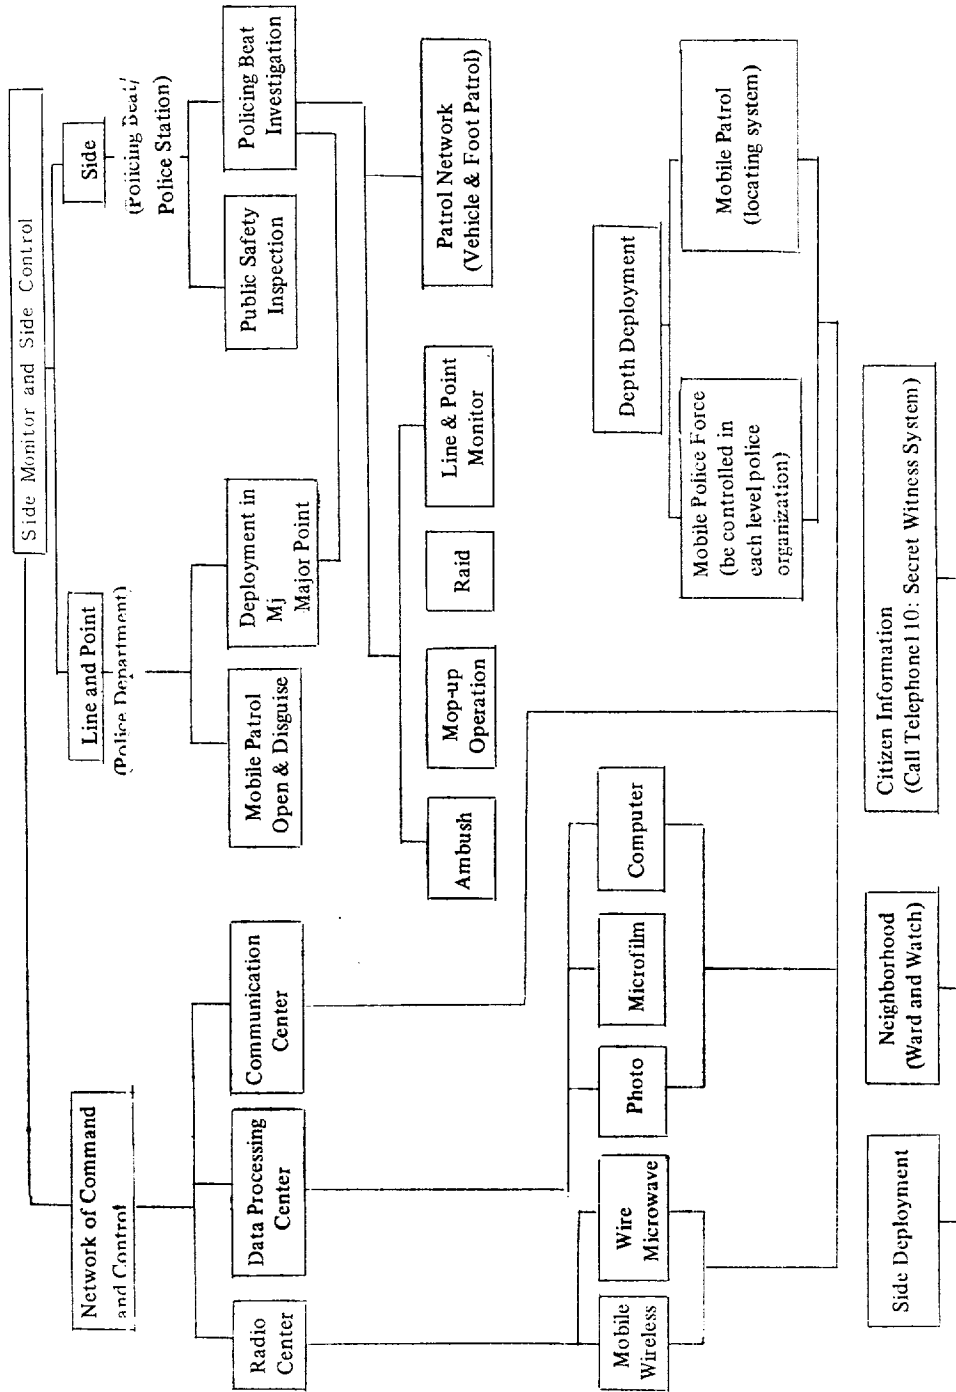 Side Monitor and Side Control
Network of Command
and Control
Line and Point
(Police Department)
Side
(Policing Beat/
Police Station)
Radio
Center
Data Processing
Center
Communication
Center
Mobile Patrol
Open & Disguise
Deployment in
Mj
Major Point
Public Safety
Inspection
Policing Beat
Investigation
Ambush
Mop-up
Operation
Raid
Line & Point
Monitor
Patrol Network
(Vehicle & Foot Patrol)
Mobile
Wireless
Wire
Microwave
Photo
Microfilm
Computer
Depth Deployment
Mobile Police Force
(be controlled in
each level police
organization)
Mobile Patrol
(locating system)
Side Deployment
Neighborhood
(Ward and Watch)
Citizen Information
(Call Telephone110: Secret Witness System)